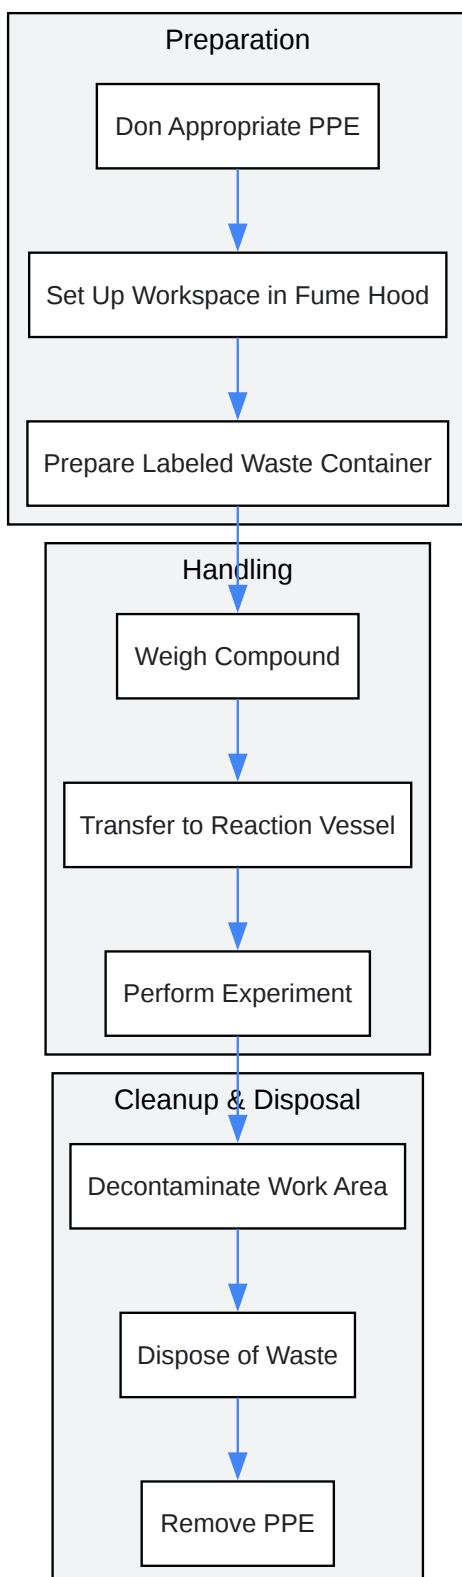 Preparation
Don Appropriate PPE
Set Up Workspace in Fume Hood
Prepare Labeled Waste Container
Handling
Weigh Compound
Transfer to Reaction Vessel
Perform Experiment
Cleanup & Disposal
Decontaminate Work Area
Dispose of Waste
Remove PPE